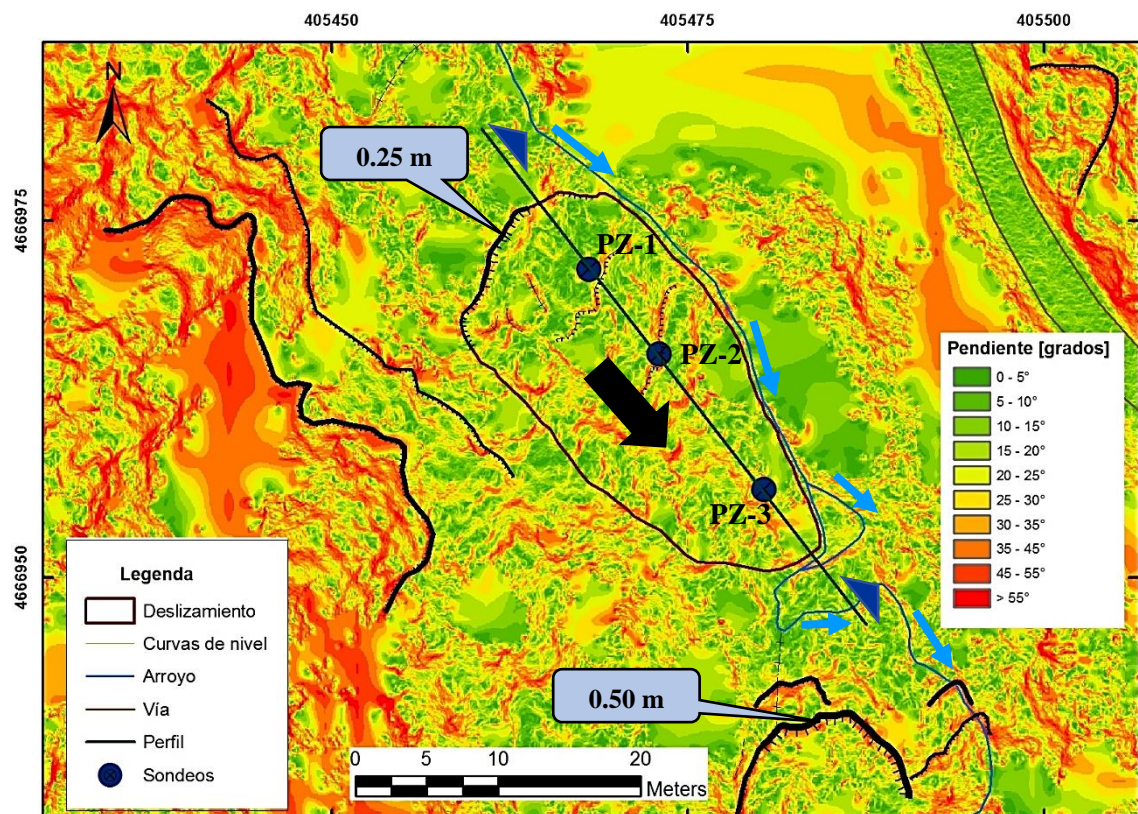 405450
405475
405500
N
0.25 m
4666975
PZ-1
PZ-2
Pendiente [grados]
0 - 5°
5 - 10°
10 - 15°
15 - 20°
20 - 25°
25 - 30°
30 - 35°
35 - 45°
45 - 55°
> 55°
PZ-3
4666950
Legenda
Deslizamiento
Curvas de nivel
Arroyo
Vía
Perfil
Sondeos
0.50 m
0
5
10
20
Meters